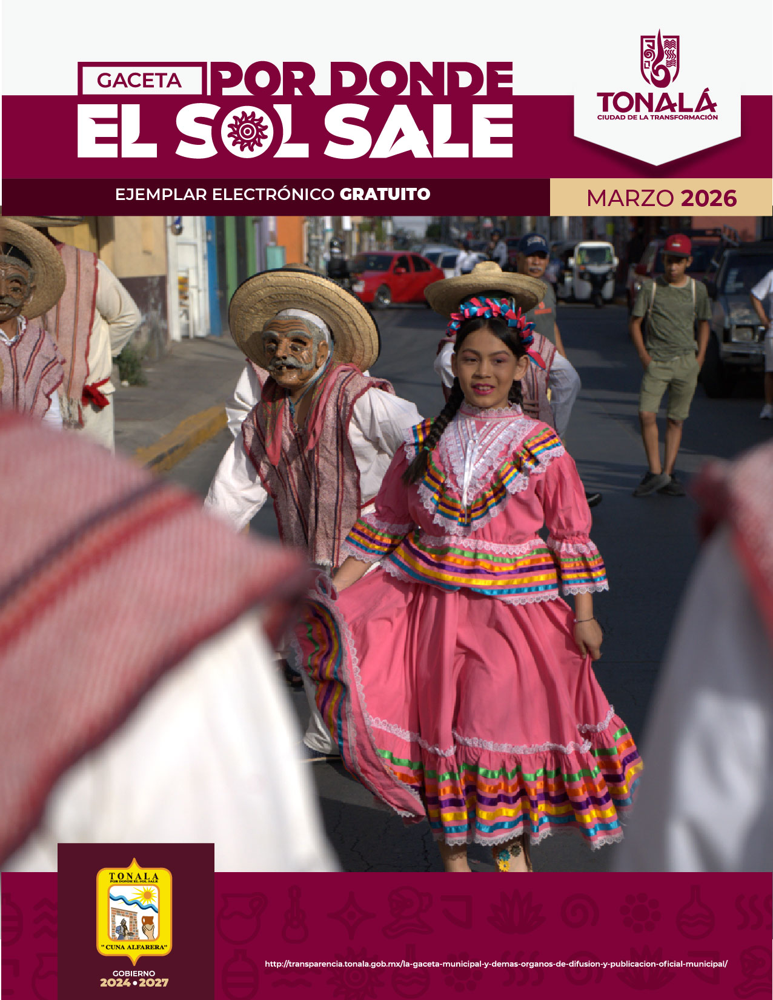 GACETA
POR DONDE
EL SOL SALE
TONALÁ
CIUDAD DE LA TRANSFORMACIÓN
EJEMPLAR ELECTRÓNICO GRATUITO
MARZO 2026
TONALA
POR DONDE EL SOL SALE
"CUNA ALFARERA"
GOBIERNO
2024 • 2027
http://transparencia.tonala.gob.mx/la-gaceta-municipal-y-demas-organos-de-difusion-y-publicacion-oficial-municipal/